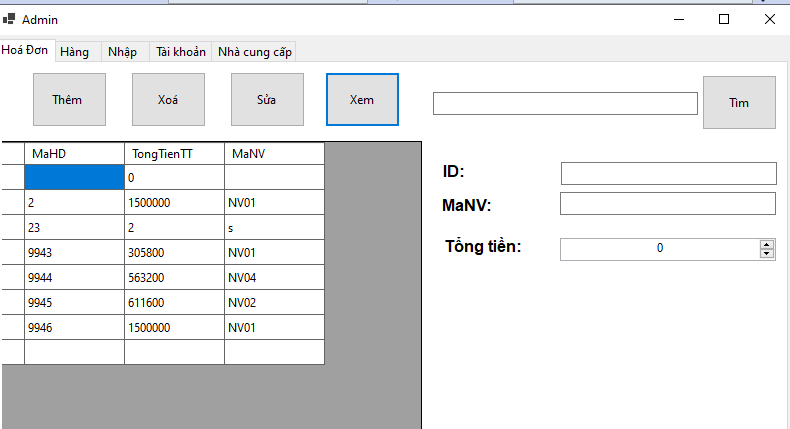 Admin
Hoá Đơn Hàng Nhập Tài khoản Nhà cung cấp
Thêm Xoá Sửa Xem Tìm
MaHD TongTienTT MaNV
0
2 1500000 NV01
23 2 s
9943 305800 NV01
9944 563200 NV04
9945 611600 NV02
9946 1500000 NV01
ID:
MaNV:
Tổng tiền: 0